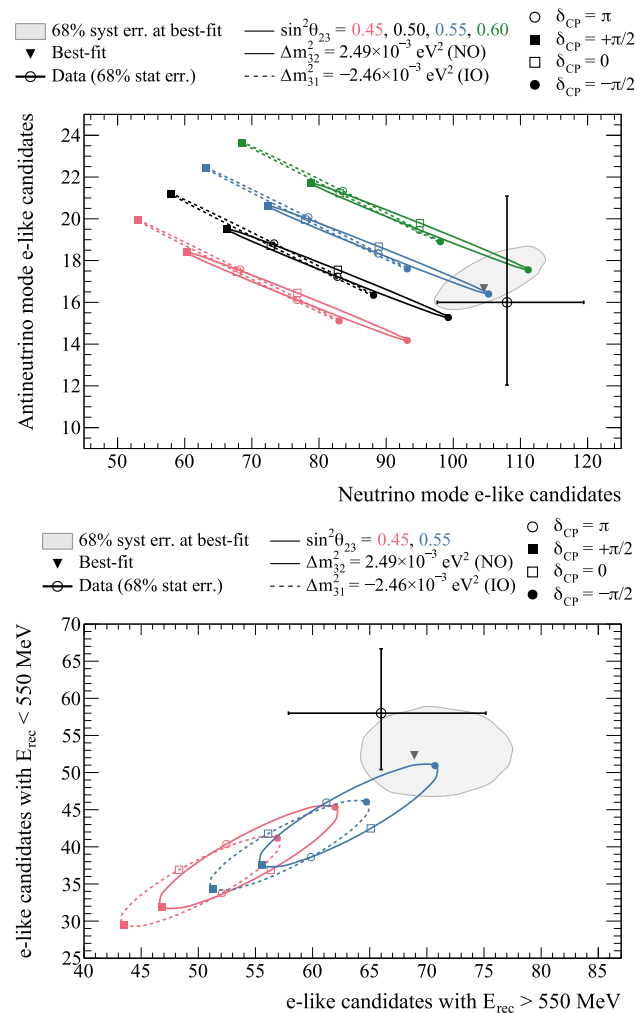 68% syst err. at best-fit
Best-fit
Data (68% stat err.)
sin²θ₂₃ = 0.45, 0.50, 0.55, 0.60
Δm²₃₂ = 2.49×10⁻³ eV² (NO)
Δm²₃₁ = −2.46×10⁻³ eV² (IO)
δCP = π
δCP = +π/2
δCP = 0
δCP = −π/2
Antineutrino mode e-like candidates
24
22
20
18
16
14
12
10
50 60 70 80 90 100 110 120
Neutrino mode e-like candidates
68% syst err. at best-fit
Best-fit
Data (68% stat err.)
sin²θ₂₃ = 0.45, 0.55
Δm²₃₂ = 2.49×10⁻³ eV² (NO)
Δm²₃₁ = −2.46×10⁻³ eV² (IO)
δCP = π
δCP = +π/2
δCP = 0
δCP = −π/2
e-like candidates with Erec < 550 MeV
70
65
60
55
50
45
40
35
30
25
40 45 50 55 60 65 70 75 80 85
e-like candidates with Erec > 550 MeV